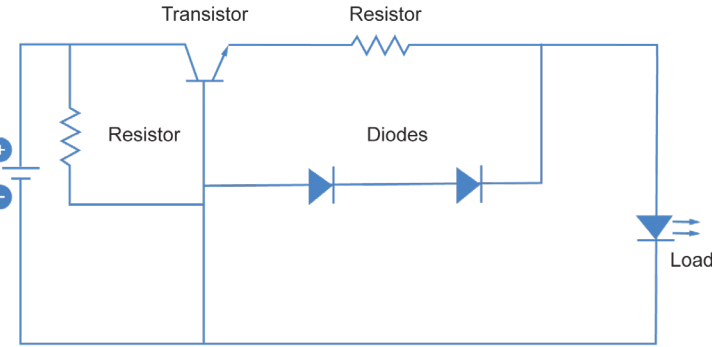 Transistor
Resistor
Resistor
Diodes
+
−
Load